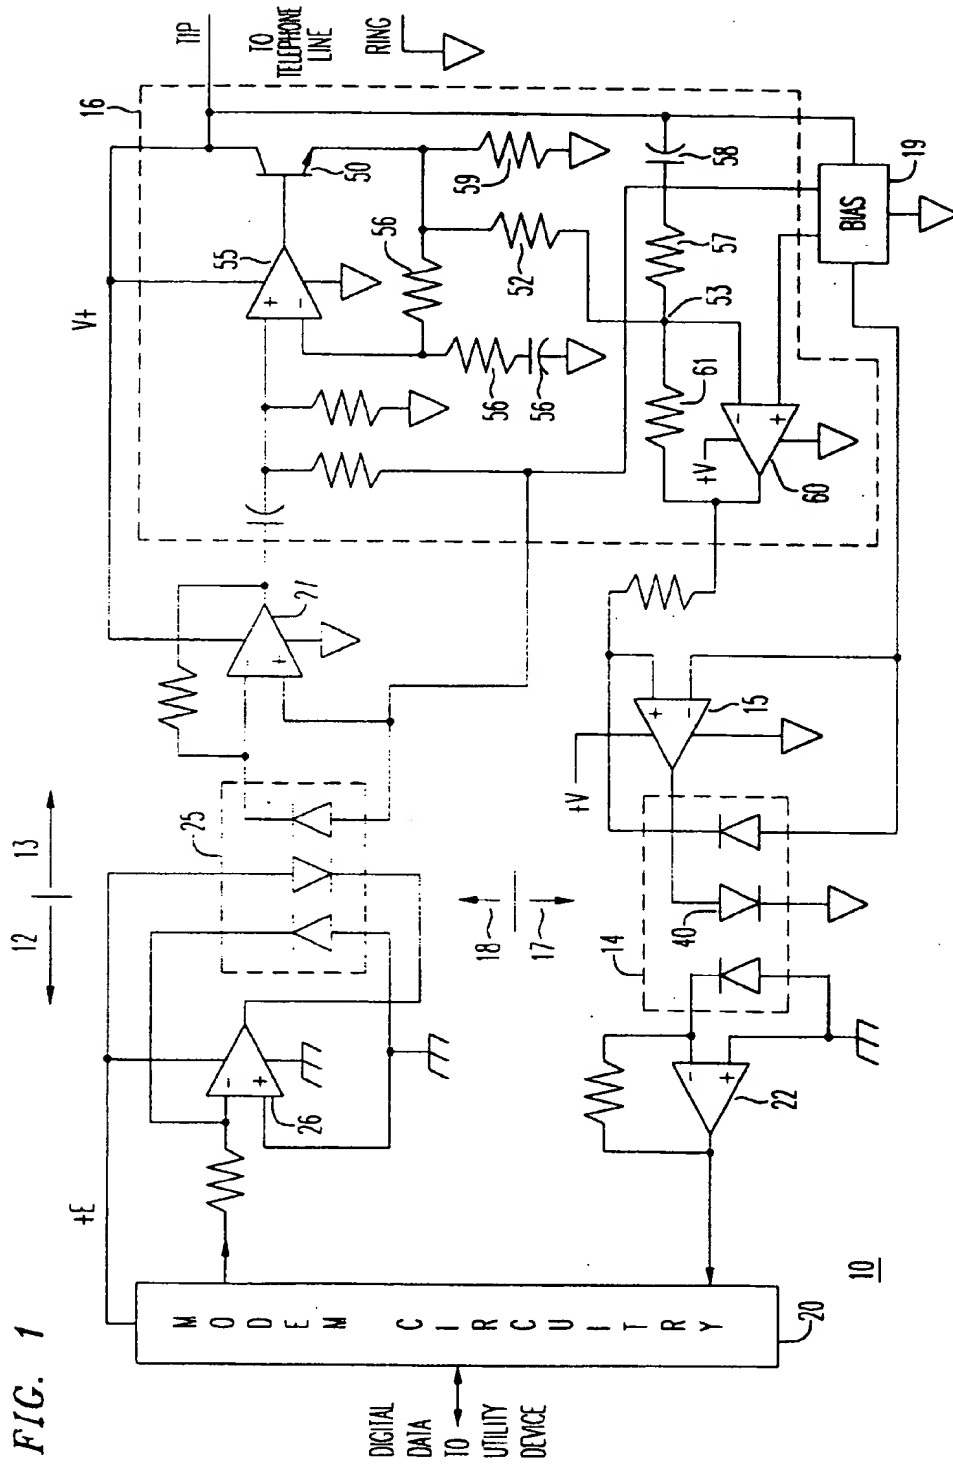 FIG. 1
12
13
+E
V+
16
TIP
TO
TELEPHONE
LINE
RING
25
26
21
55
50
+
-
-
+
+
-
56
56
56
59
52
57
58
53
61
60
-
+
+V
18
17
MODEM CIRCUITRY
20
DIGITAL
DATA
TO
UTILITY
DEVICE
10
14
40
15
+
-
+V
22
-
+
BIAS
19